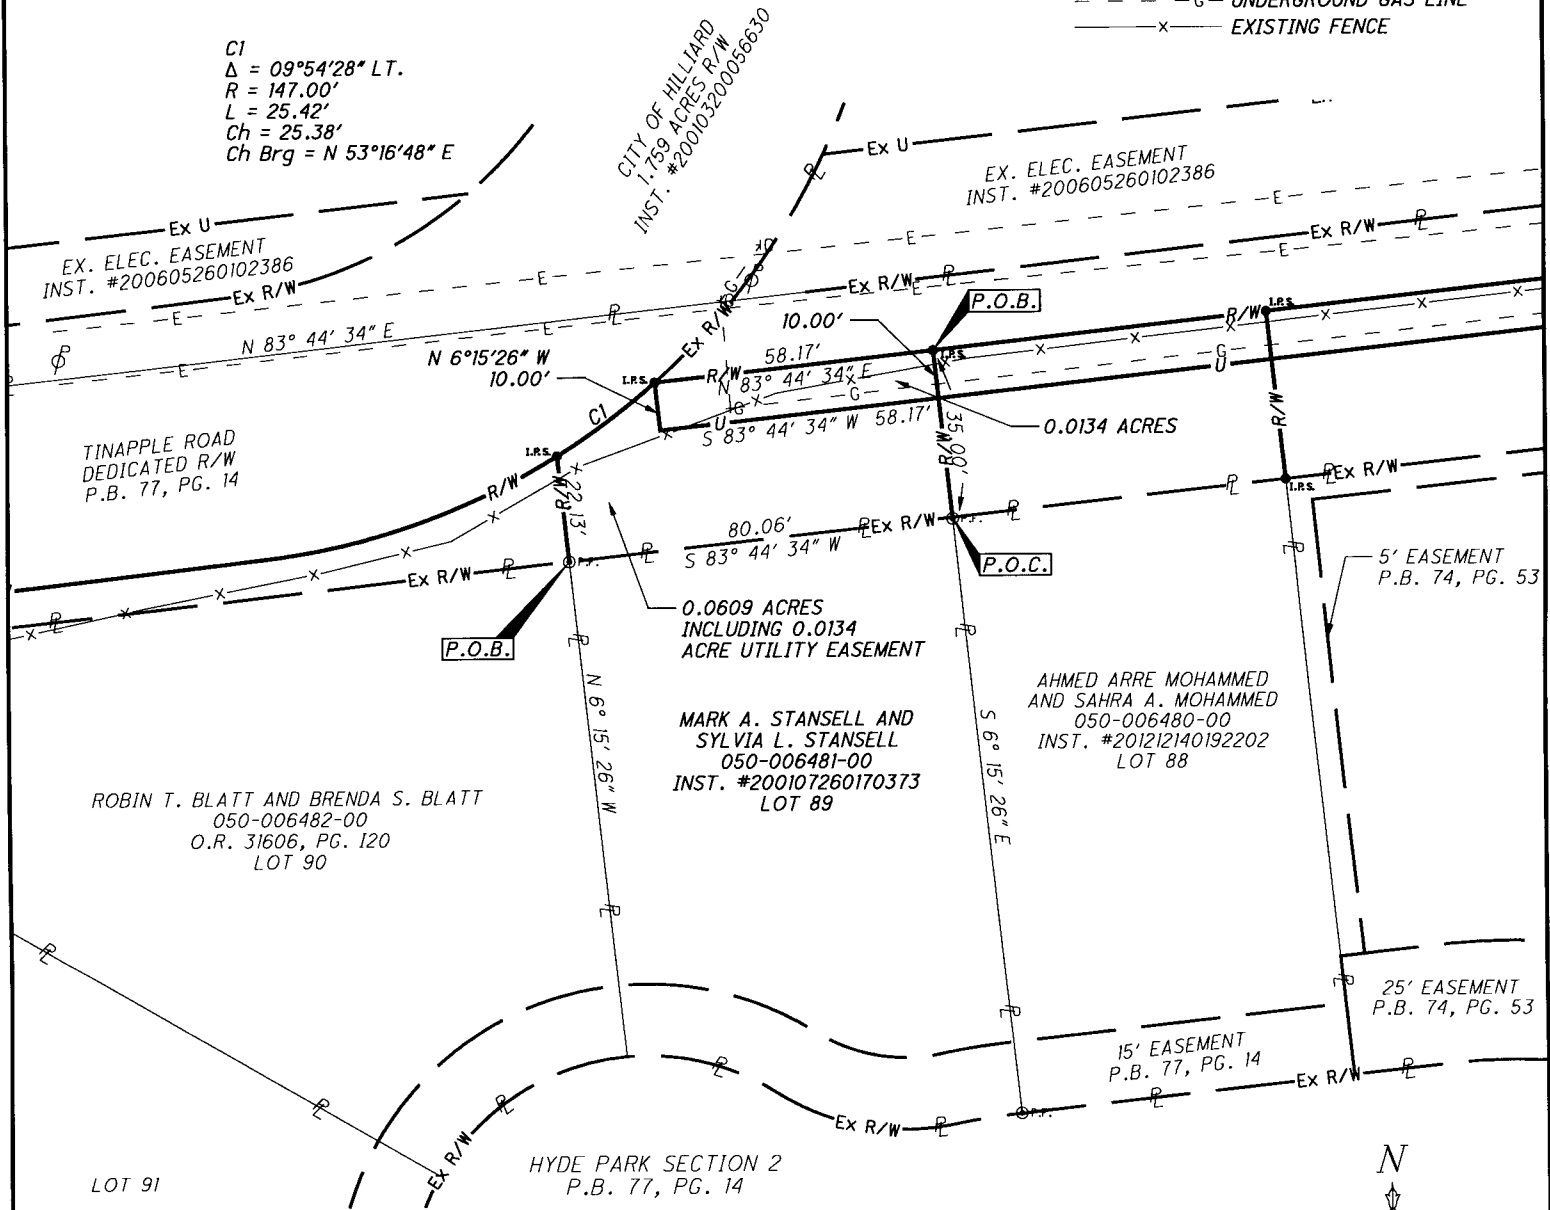 UNDERGROUND GAS LINE
— G —
— x — EXISTING FENCE
C1
Δ = 09°54'28" LT.
R = 147.00'
L = 25.42'
Ch = 25.38'
Ch Brg = N 53°16'48" E
CITY OF HILLIARD
1.759 ACRES R/W
INST. #200103200056630
Ex U
EX. ELEC. EASEMENT
INST. #200605260102386
Ex U
EX. ELEC. EASEMENT
INST. #200605260102386
Ex R/W
Ex R/W
Ex R/W
Ex R/W
N 83° 44' 34" E
N 6°15'26" W
10.00'
10.00'
P.O.B.
I.P.S.
I.P.S.
I.P.S.
I.P.S.
I.P.S.
R/W
58.17'
N 83° 44' 34" E
R/W
U
S 83° 44' 34" W 58.17'
U
0.0134 ACRES
35.00'
R/W
R/W
C1
TINAPPLE ROAD
DEDICATED R/W
P.B. 77, PG. 14
R/W
R/W
22.13'
80.06'
S 83° 44' 34" W
Ex R/W
Ex R/W
Ex R/W
P.O.C.
P.O.B.
5' EASEMENT
P.B. 74, PG. 53
0.0609 ACRES
INCLUDING 0.0134
ACRE UTILITY EASEMENT
N 6° 15' 26" W
S 6° 15' 26" E
MARK A. STANSELL AND
SYLVIA L. STANSELL
050-006481-00
INST. #200107260170373
LOT 89
AHMED ARRE MOHAMMED
AND SAHRA A. MOHAMMED
050-006480-00
INST. #201212140192202
LOT 88
ROBIN T. BLATT AND BRENDA S. BLATT
050-006482-00
O.R. 31606, PG. I20
LOT 90
25' EASEMENT
P.B. 74, PG. 53
15' EASEMENT
P.B. 77, PG. 14
Ex R/W
Ex R/W
Ex R/W
HYDE PARK SECTION 2
P.B. 77, PG. 14
LOT 91
N